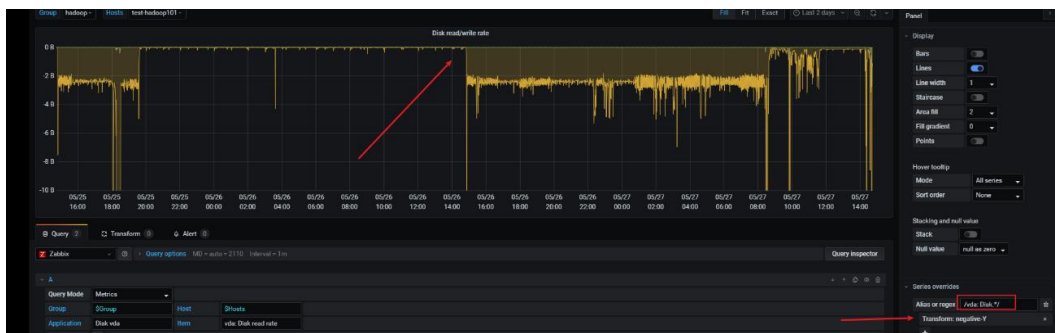 Group hadoop Hosts test-hadoop101
Fill Fit Exact Last 2 days
Panel
Disk read/write rate
Display
0 B
-2 B
-4 B
-6 B
-8 B
-10 B
05/25 16:00 05/25 18:00 05/25 20:00 05/25 22:00 05/26 00:00 05/26 02:00 05/26 04:00 05/26 06:00 05/26 08:00 05/26 10:00 05/26 12:00 05/26 14:00 05/26 16:00 05/26 18:00 05/26 20:00 05/26 22:00 05/27 00:00 05/27 02:00 05/27 04:00 05/27 06:00 05/27 08:00 05/27 10:00 05/27 12:00 05/27 14:00
Bars
Lines
Line width 1
Staircase
Area fill 2
Fill gradient 0
Points
Hover tooltip
Mode All series
Sort order None
Stacking and null value
Stack
Null value null as zero
Series overrides
Alias or regex /vda: Disk.*/
Transform: negative-Y
Query 2 Transform 0 Alert 0
Zabbix Query options MD = auto = 2110 Interval = 1m Query inspector
A
Query Mode Metrics
Group $Group Host $Hosts
Application Disk vda Item vda: Disk read rate